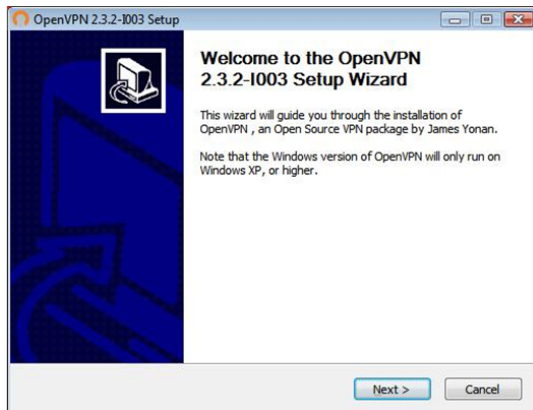 OpenVPN 2.3.2-I003 Setup
Welcome to the OpenVPN
2.3.2-I003 Setup Wizard
This wizard will guide you through the installation of
OpenVPN , an Open Source VPN package by James Yonan.
Note that the Windows version of OpenVPN will only run on
Windows XP, or higher.
Next > Cancel